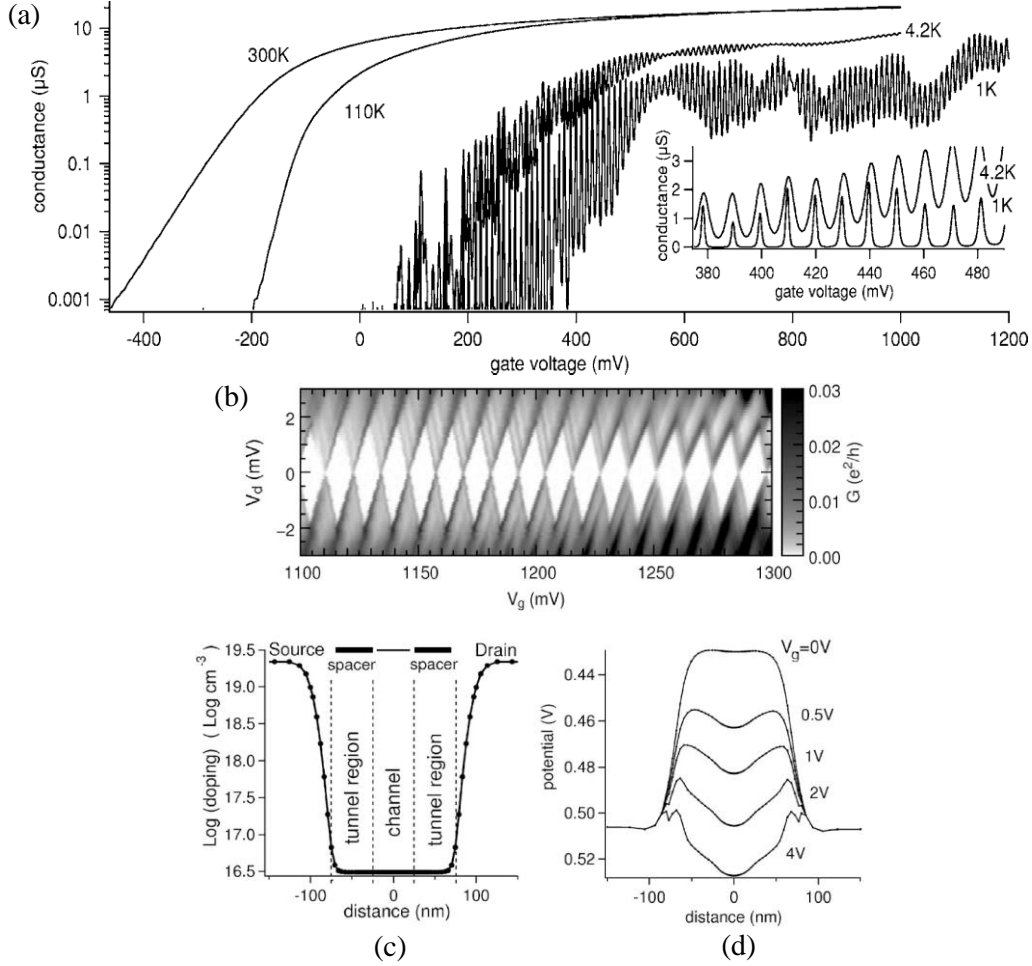 (a)
conductance (µS)
10
1
0.1
0.01
0.001
300K
110K
4.2K
1K
-400
-200
0
200
400
600
800
1000
1200
gate voltage (mV)
conductance (µS)
3
2
1
0
4.2K
1K
380
400
420
440
460
480
gate voltage (mV)
(b)
V_d (mV)
2
0
−2
1100
1150
1200
1250
1300
V_g (mV)
0.03
0.02
0.01
0.00
G (e²/h)
Log (doping) ( Log cm⁻³)
19.5
19.0
18.5
18.0
17.5
17.0
16.5
Source
Drain
spacer
spacer
tunnel region
channel
tunnel region
-100
0
100
distance (nm)
(c)
potential (V)
0.44
0.46
0.48
0.50
0.52
V_g=0V
0.5V
1V
2V
4V
-100
0
100
distance (nm)
(d)